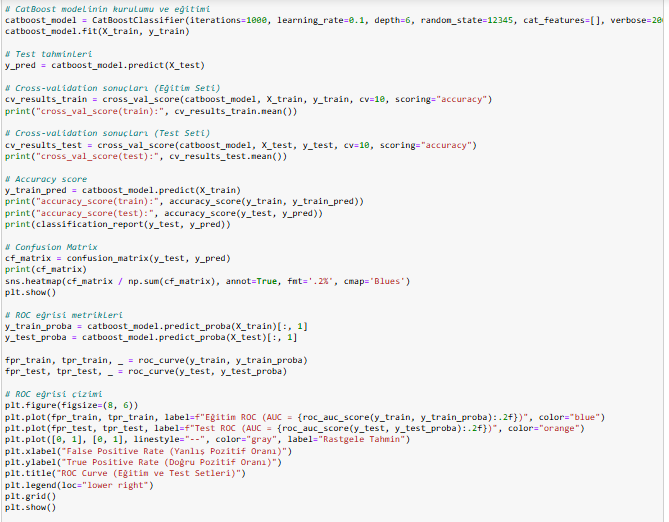 # CatBoost modelinin kurulumu ve eğitimi
catboost_model = CatBoostClassifier(iterations=1000, learning_rate=0.1, depth=6, random_state=12345, cat_features=[], verbose=20
catboost_model.fit(X_train, y_train)
# Test tahminleri
y_pred = catboost_model.predict(X_test)
# Cross-validation sonuçları (Eğitim Seti)
cv_results_train = cross_val_score(catboost_model, X_train, y_train, cv=10, scoring="accuracy")
print("cross_val_score(train):", cv_results_train.mean())
# Cross-validation sonuçları (Test Seti)
cv_results_test = cross_val_score(catboost_model, X_test, y_test, cv=10, scoring="accuracy")
print("cross_val_score(test):", cv_results_test.mean())
# Accuracy score
y_train_pred = catboost_model.predict(X_train)
print("accuracy_score(train):", accuracy_score(y_train, y_train_pred))
print("accuracy_score(test):", accuracy_score(y_test, y_pred))
print(classification_report(y_test, y_pred))
# Confusion Matrix
cf_matrix = confusion_matrix(y_test, y_pred)
print(cf_matrix)
sns.heatmap(cf_matrix / np.sum(cf_matrix), annot=True, fmt='.2%', cmap='Blues')
plt.show()
# ROC eğrisi metrikleri
y_train_proba = catboost_model.predict_proba(X_train)[:, 1]
y_test_proba = catboost_model.predict_proba(X_test)[:, 1]
fpr_train, tpr_train, _ = roc_curve(y_train, y_train_proba)
fpr_test, tpr_test, _ = roc_curve(y_test, y_test_proba)
# ROC eğrisi çizimi
plt.figure(figsize=(8, 6))
plt.plot(fpr_train, tpr_train, label=f"Eğitim ROC (AUC = {roc_auc_score(y_train, y_train_proba):.2f})", color="blue")
plt.plot(fpr_test, tpr_test, label=f"Test ROC (AUC = {roc_auc_score(y_test, y_test_proba):.2f})", color="orange")
plt.plot([0, 1], [0, 1], linestyle="--", color="gray", label="Rastgele Tahmin")
plt.xlabel("False Positive Rate (Yanlış Pozitif Oranı)")
plt.ylabel("True Positive Rate (Doğru Pozitif Oranı)")
plt.title("ROC Curve (Eğitim ve Test Setleri)")
plt.legend(loc="lower right")
plt.grid()
plt.show()